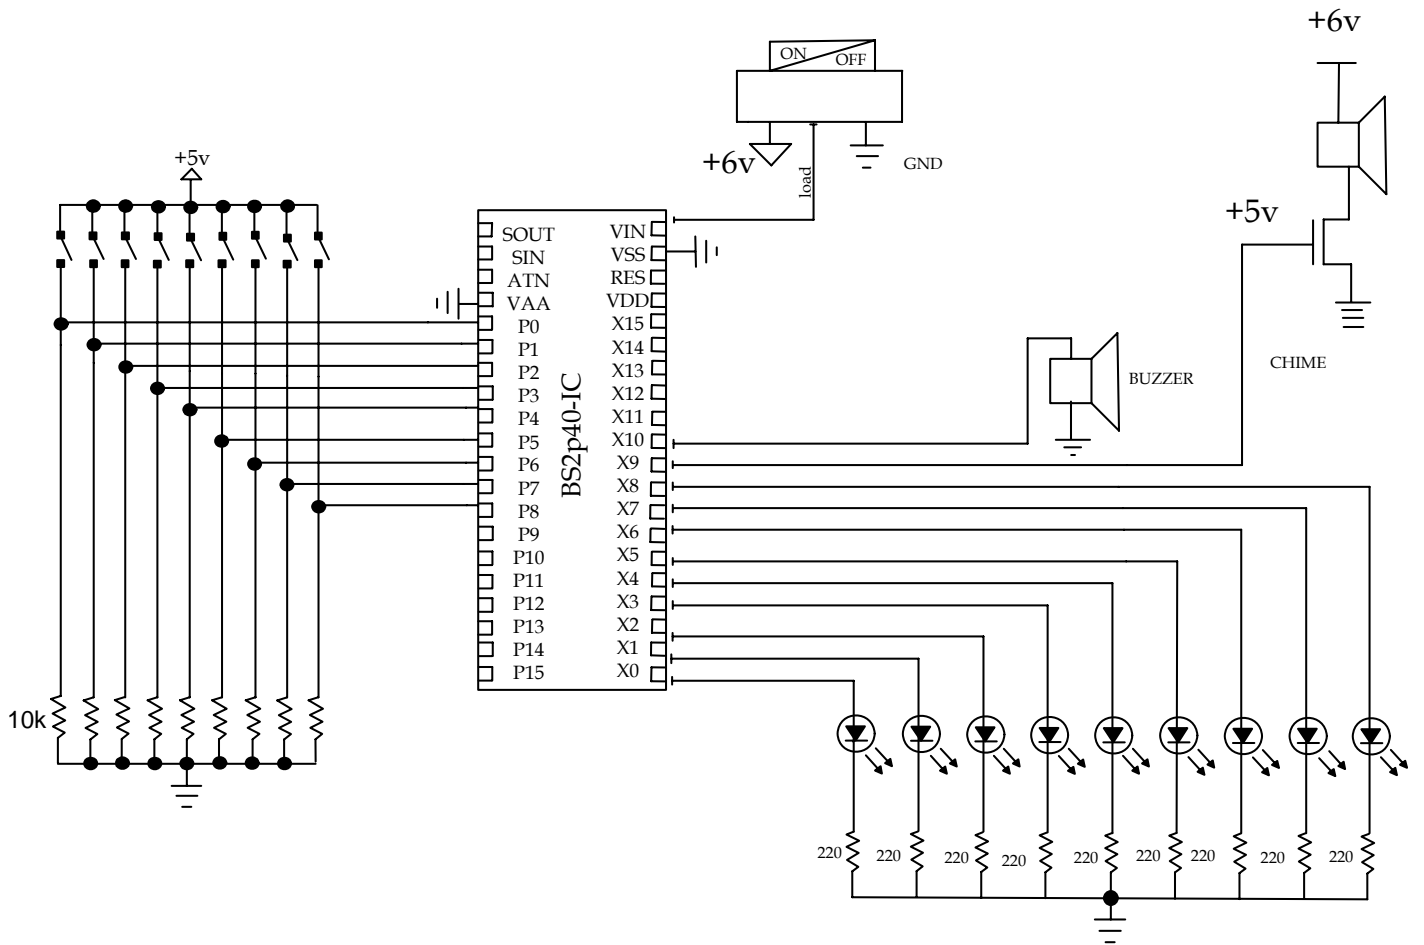 +6v
ON
OFF
+6v
GND
load
+5v
+5v
SOUT
SIN
ATN
VAA
P0
P1
P2
P3
P4
P5
P6
P7
P8
P9
P10
P11
P12
P13
P14
P15
BS2p40-IC
VIN
VSS
RES
VDD
X15
X14
X13
X12
X11
X10
X9
X8
X7
X6
X5
X4
X3
X2
X1
X0
BUZZER
CHIME
10k
220
220
220
220
220
220
220
220
220